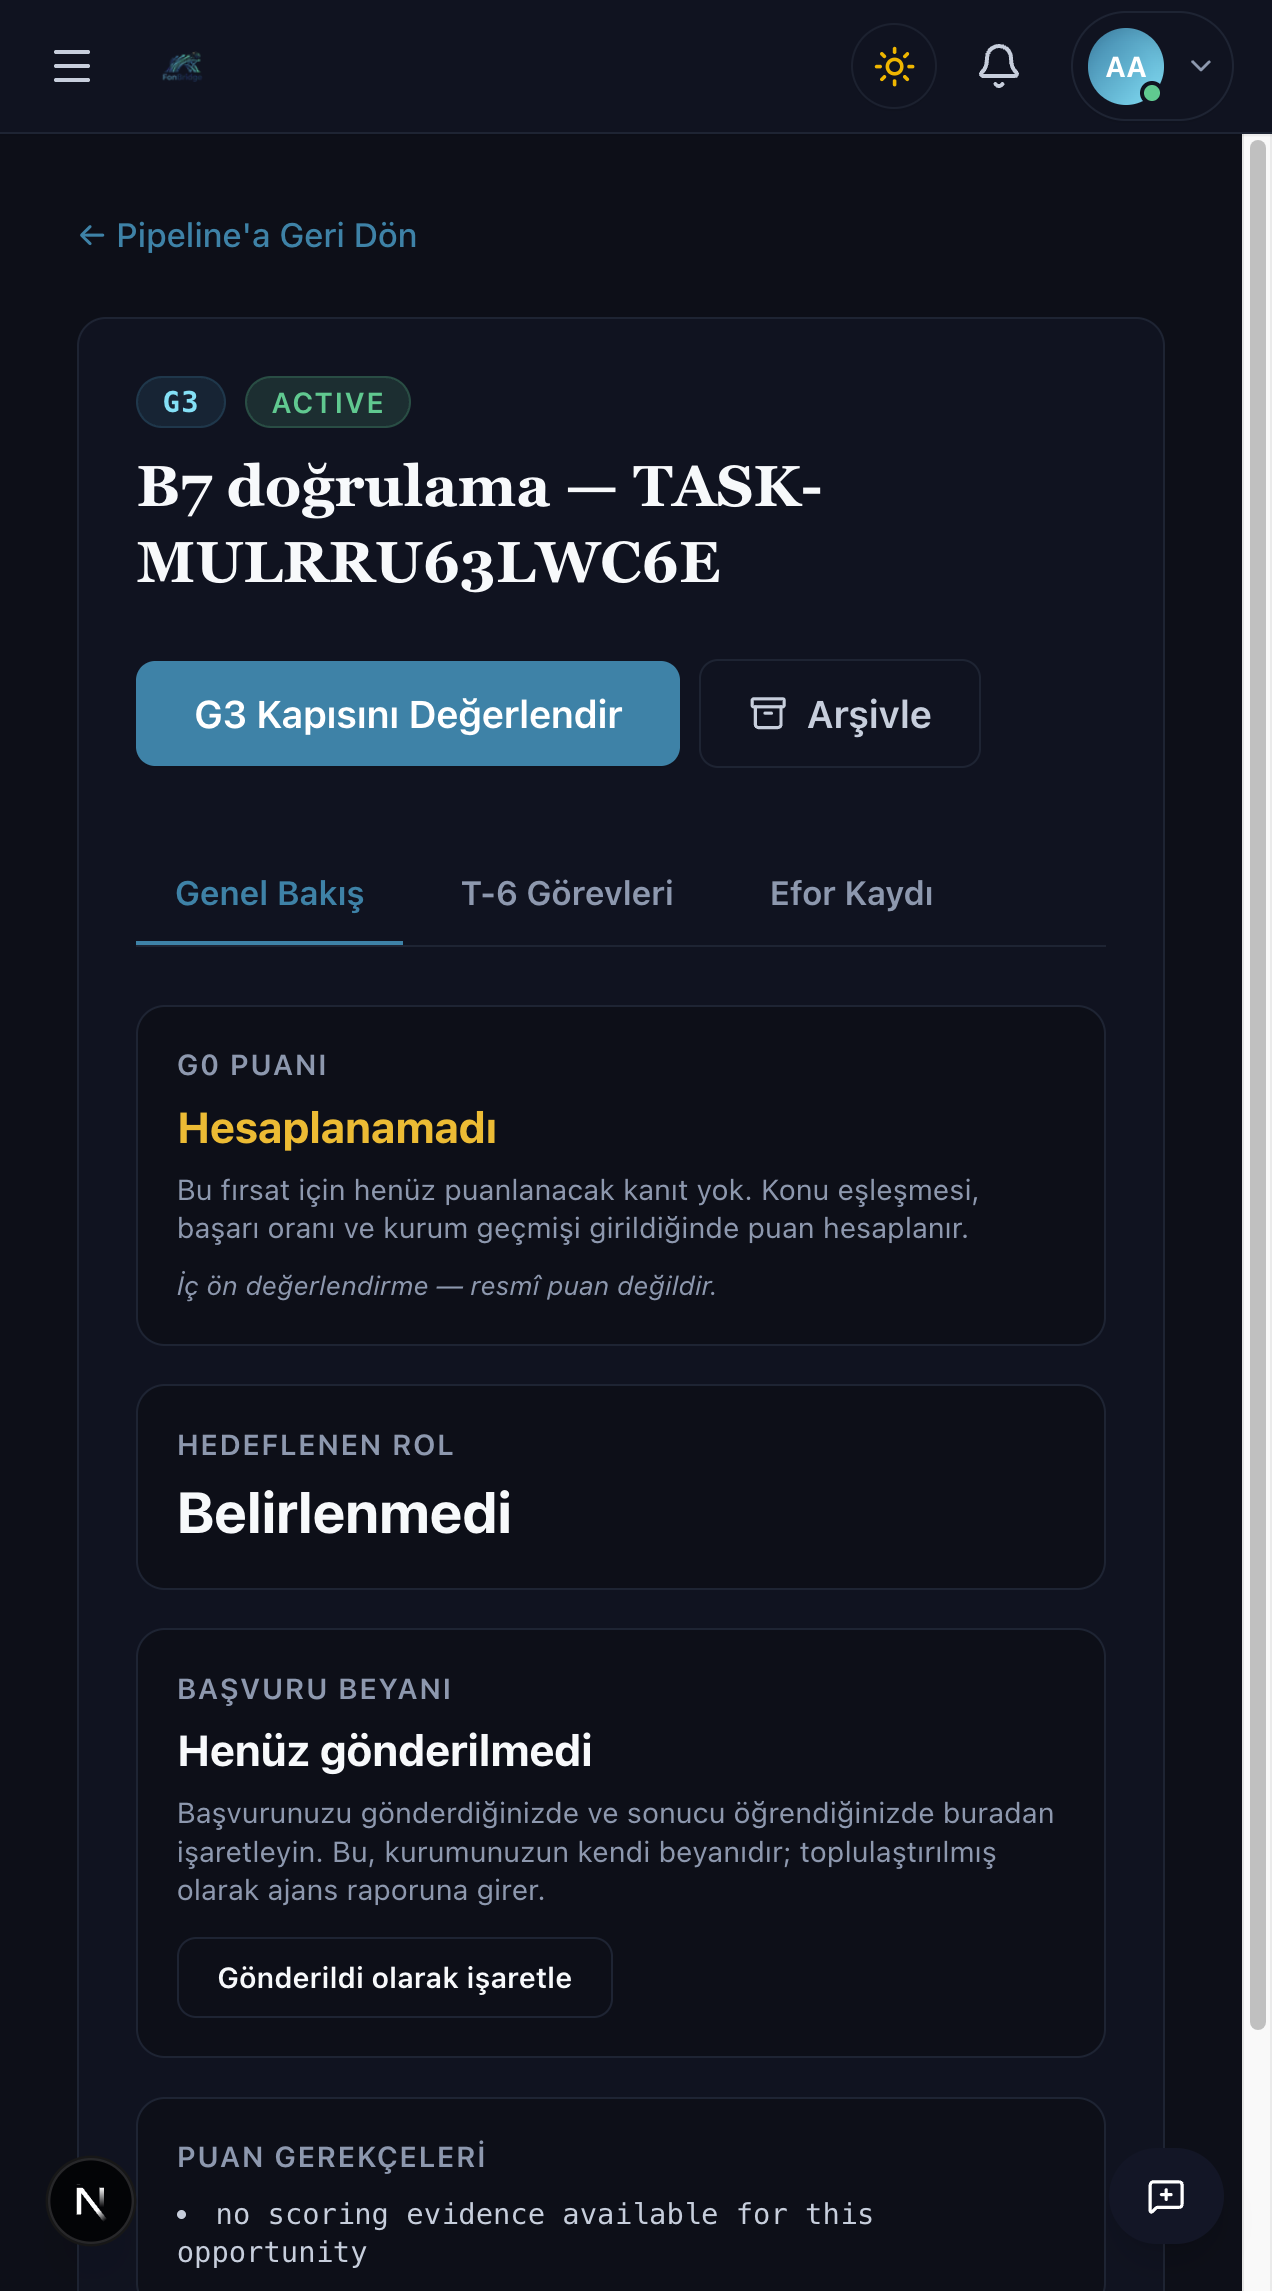 AA
← Pipeline'a Geri Dön
G3 ACTIVE
B7 doğrulama — TASK-
MULRRU63LWC6E
G3 Kapısını Değerlendir
Arşivle
Genel Bakış
T-6 Görevleri
Efor Kaydı
G0 PUANI
Hesaplanamadı
Bu fırsat için henüz puanlanacak kanıt yok. Konu eşleşmesi,
başarı oranı ve kurum geçmişi girildiğinde puan hesaplanır.
İç ön değerlendirme — resmî puan değildir.
HEDEFLENEN ROL
Belirlenmedi
BAŞVURU BEYANI
Henüz gönderilmedi
Başvurunuzu gönderdiğinizde ve sonucu öğrendiğinizde buradan
işaretleyin. Bu, kurumunuzun kendi beyanıdır; toplulaştırılmış
olarak ajans raporuna girer.
Gönderildi olarak işaretle
PUAN GEREKÇELERİ
• no scoring evidence available for this
opportunity
N